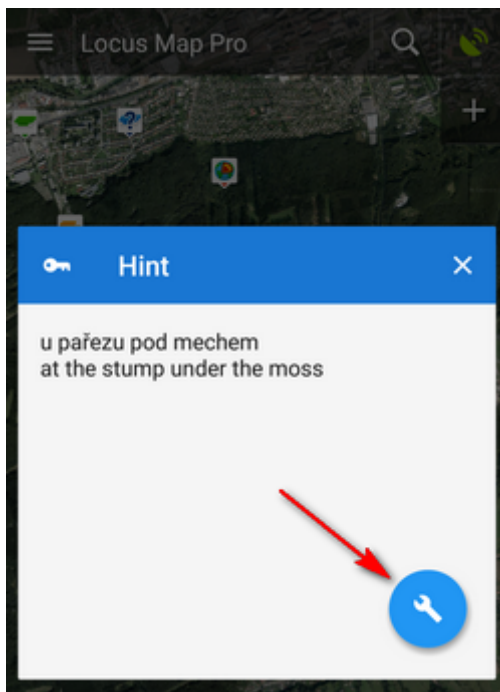 Locus Map Pro
Hint
u pařezu pod mechem
at the stump under the moss